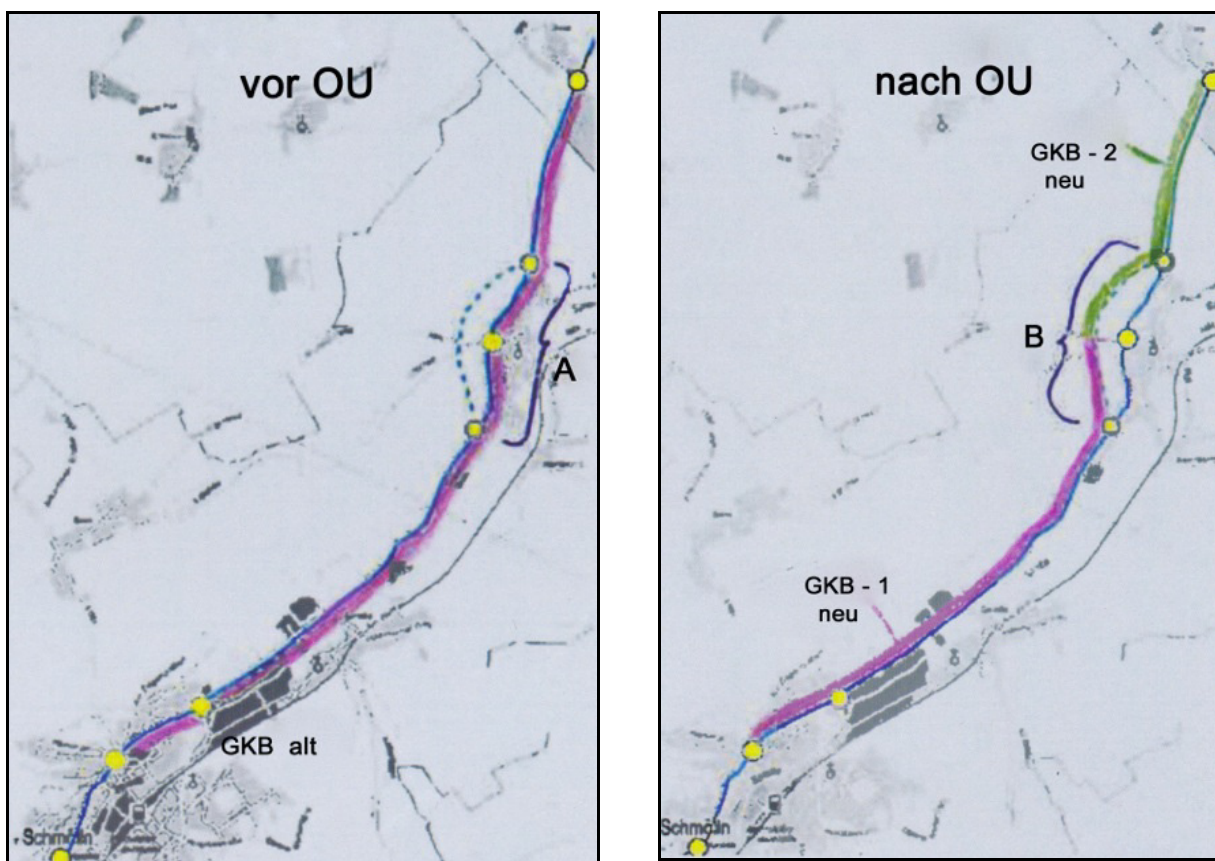 vor OU
A
GKB alt
Schmölln
nach OU
GKB - 2
neu
B
GKB - 1
neu
Schmölln